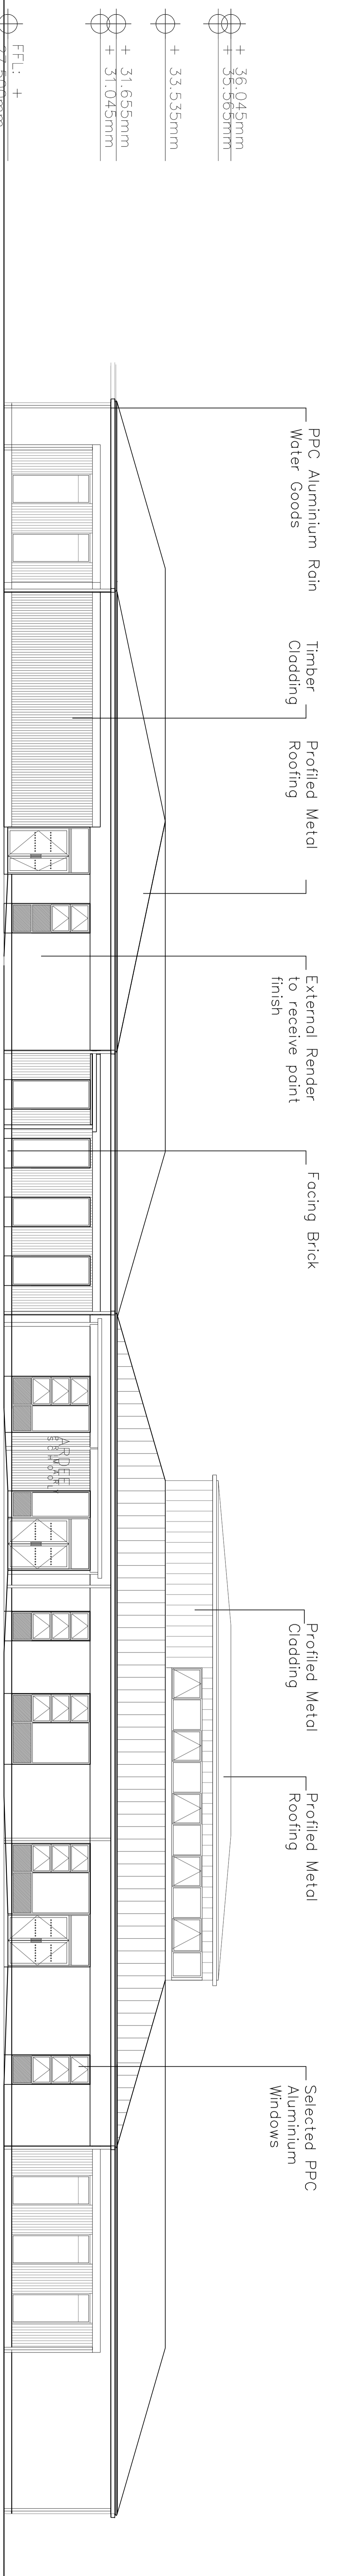 + 36.045mm
+ 35.565mm
+ 33.535mm
+ 31.655mm
+ 31.045mm
FFL: +
PPC Aluminium Rain
Water Goods
Timber
Cladding
Profiled Metal
Roofing
External Render
to receive paint
finish
Facing Brick
Profiled Metal
Cladding
Profiled Metal
Roofing
Selected PPC
Aluminium
Windows
ARDEE